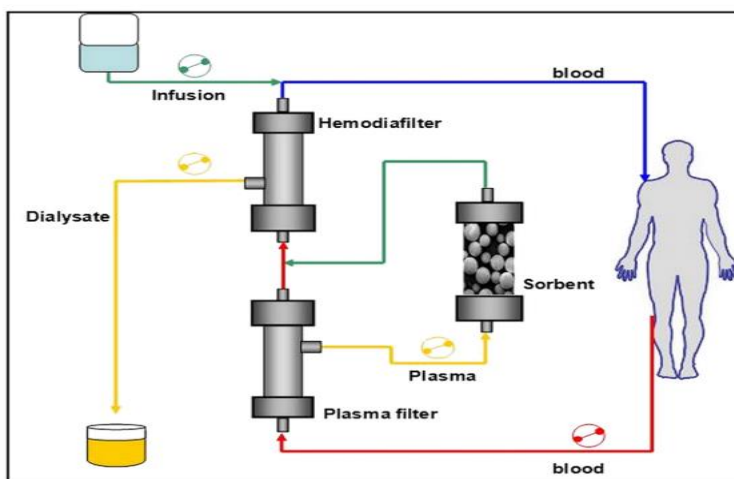 blood
Infusion
Hemodiafilter
Dialysate
Sorbent
Plasma
Plasma filter
blood